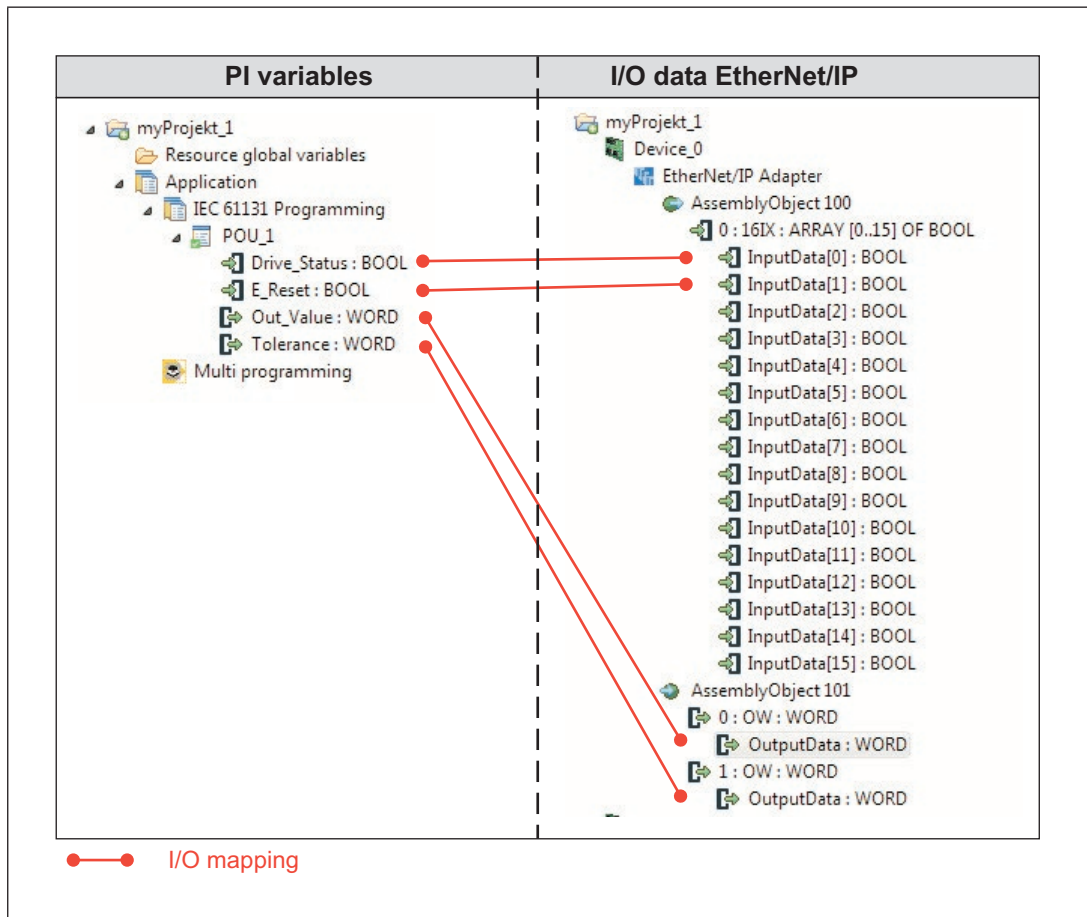 PI variables
myProjekt_1
Resource global variables
Application
IEC 61131 Programming
POU_1
Drive_Status : BOOL
E_Reset : BOOL
Out_Value : WORD
Tolerance : WORD
Multi programming
I/O data EtherNet/IP
myProjekt_1
Device_0
EtherNet/IP Adapter
AssemblyObject 100
0 : 16IX : ARRAY [0..15] OF BOOL
InputData[0] : BOOL
InputData[1] : BOOL
InputData[2] : BOOL
InputData[3] : BOOL
InputData[4] : BOOL
InputData[5] : BOOL
InputData[6] : BOOL
InputData[7] : BOOL
InputData[8] : BOOL
InputData[9] : BOOL
InputData[10] : BOOL
InputData[11] : BOOL
InputData[12] : BOOL
InputData[13] : BOOL
InputData[14] : BOOL
InputData[15] : BOOL
AssemblyObject 101
0 : OW : WORD
OutputData : WORD
1 : OW : WORD
OutputData : WORD
I/O mapping